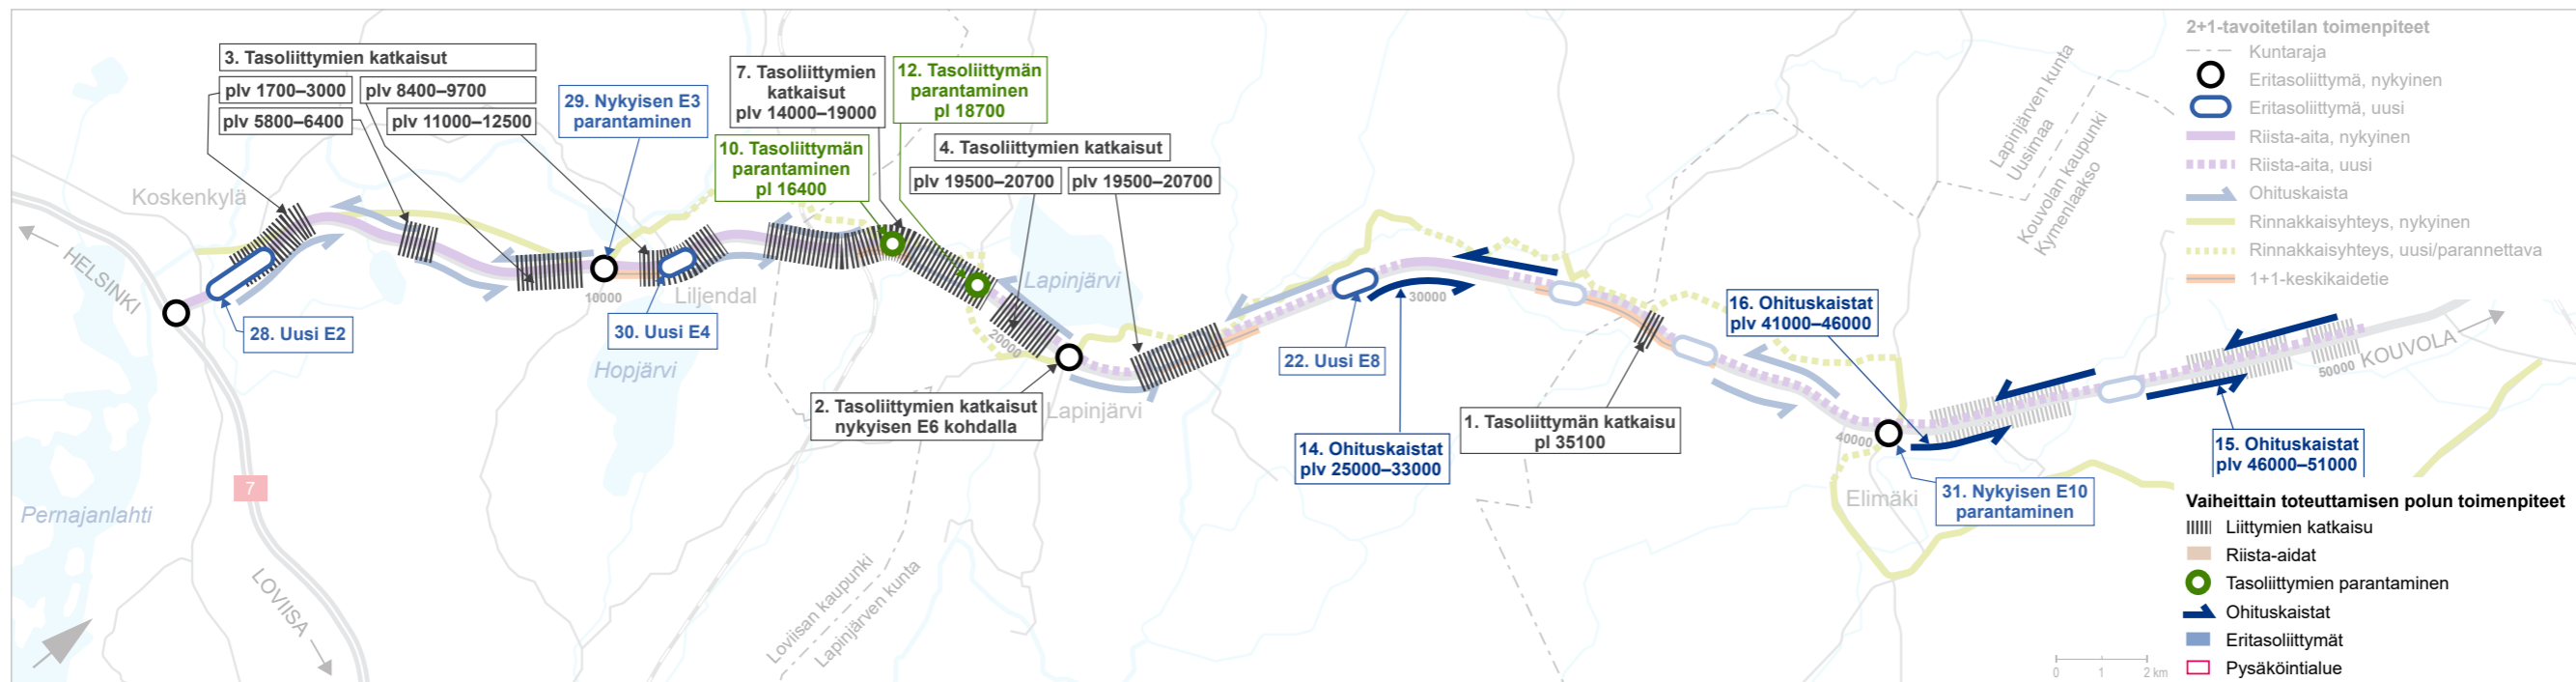 3. Tasoliittymien katkaisut
plv 1700–3000
plv 8400–9700
plv 5800–6400
plv 11000–12500
29. Nykyisen E3
parantaminen
7. Tasoliittymien
katkaisut
plv 14000–19000
12. Tasoliittymän
parantaminen
pl 18700
10. Tasoliittymän
parantaminen
pl 16400
4. Tasoliittymien katkaisut
plv 19500–20700
plv 19500–20700
Koskenkylä
HELSINKI
28. Uusi E2
10000
Liljendal
30. Uusi E4
Hopjärvi
Lapinjärvi
20000
2. Tasoliittymien katkaisut
nykyisen E6 kohdalla
Lapinjärvi
22. Uusi E8
30000
14. Ohituskaistat
plv 25000–33000
1. Tasoliittymän katkaisu
pl 35100
16. Ohituskaistat
plv 41000–46000
40000
Elimäki
31. Nykyisen E10
parantaminen
15. Ohituskaistat
plv 46000–51000
50000
KOUVOLA
Lapinjärven kunta
Uusimaa
Kouvolan kaupunki
Kymenlaakso
7
Pernajanlahti
LOVIISA
Loviisan kaupunki
Lapinjärven kunta
2+1-tavoitetilan toimenpiteet
Kuntaraja
Eritasoliittymä, nykyinen
Eritasoliittymä, uusi
Riista-aita, nykyinen
Riista-aita, uusi
Ohituskaista
Rinnakkaisyhteys, nykyinen
Rinnakkaisyhteys, uusi/parannettava
1+1-keskikaidetie
Vaiheittain toteuttamisen polun toimenpiteet
Liittymien katkaisu
Riista-aidat
Tasoliittymien parantaminen
Ohituskaistat
Eritasoliittymät
Pysäköintialue
0 1 2 km